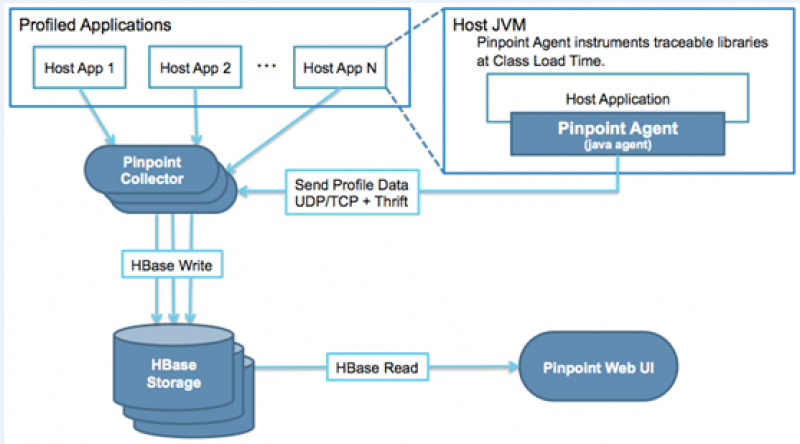 Profiled Applications
Host App 1
Host App 2
...
Host App N
Host JVM
Pinpoint Agent instruments traceable libraries
at Class Load Time.
Host Application
Pinpoint Agent
(java agent)
Pinpoint
Collector
Send Profile Data
UDP/TCP + Thrift
HBase Write
HBase
Storage
HBase Read
Pinpoint Web UI